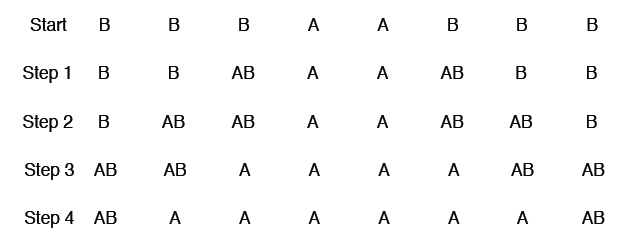 Start B B B A A B B B
Step 1 B B AB A A AB B B
Step 2 B AB AB A A AB AB B
Step 3 AB AB A A A A AB AB
Step 4 AB A A A A A A AB